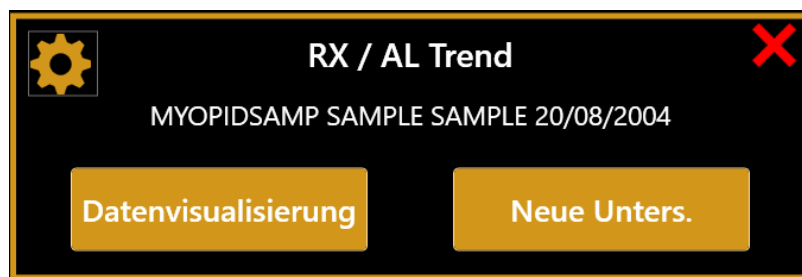 RX / AL Trend
MYOPIDSAMP SAMPLE SAMPLE 20/08/2004
Datenvisualisierung
Neue Unters.